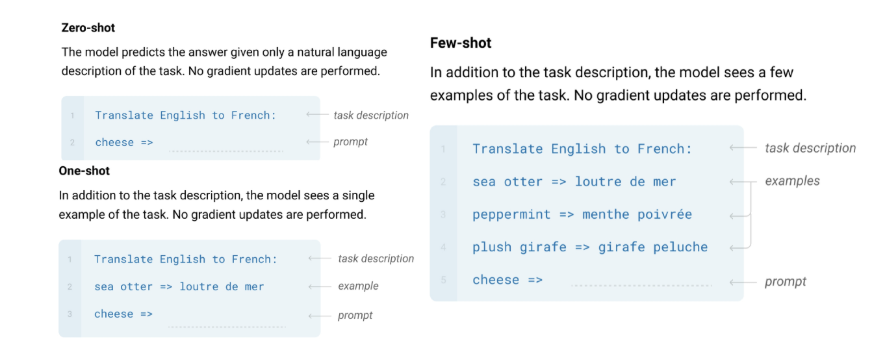 Zero-shot
The model predicts the answer given only a natural language
description of the task. No gradient updates are performed.
1 Translate English to French: task description
2 cheese => prompt
One-shot
In addition to the task description, the model sees a single
example of the task. No gradient updates are performed.
1 Translate English to French: task description
2 sea otter => loutre de mer example
3 cheese => prompt
Few-shot
In addition to the task description, the model sees a few
examples of the task. No gradient updates are performed.
1 Translate English to French: task description
2 sea otter => loutre de mer examples
3 peppermint => menthe poivrée
4 plush girafe => girafe peluche
5 cheese => prompt